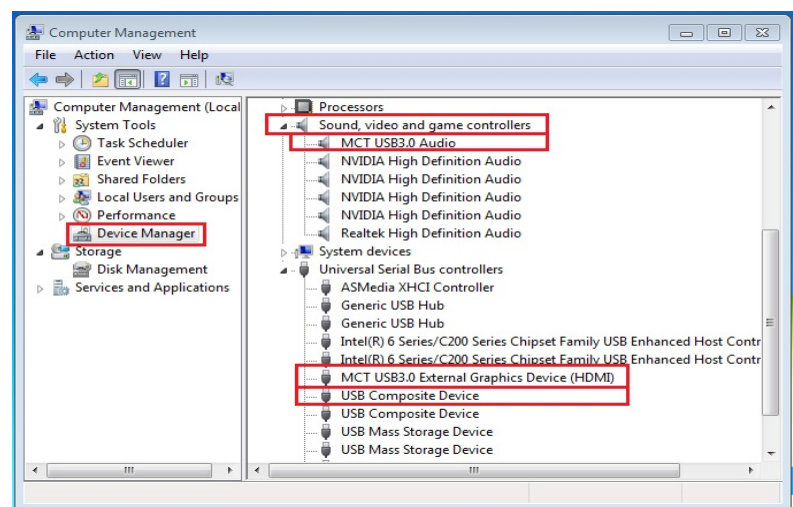 Computer Management
File Action View Help
Computer Management (Local
System Tools
Task Scheduler
Event Viewer
Shared Folders
Local Users and Groups
Performance
Device Manager
Storage
Disk Management
Services and Applications
Processors
Sound, video and game controllers
MCT USB3.0 Audio
NVIDIA High Definition Audio
NVIDIA High Definition Audio
NVIDIA High Definition Audio
NVIDIA High Definition Audio
Realtek High Definition Audio
System devices
Universal Serial Bus controllers
ASMedia XHCI Controller
Generic USB Hub
Generic USB Hub
Intel(R) 6 Series/C200 Series Chipset Family USB Enhanced Host Contr
Intel(R) 6 Series/C200 Series Chipset Family USB Enhanced Host Contr
MCT USB3.0 External Graphics Device (HDMI)
USB Composite Device
USB Composite Device
USB Mass Storage Device
USB Mass Storage Device